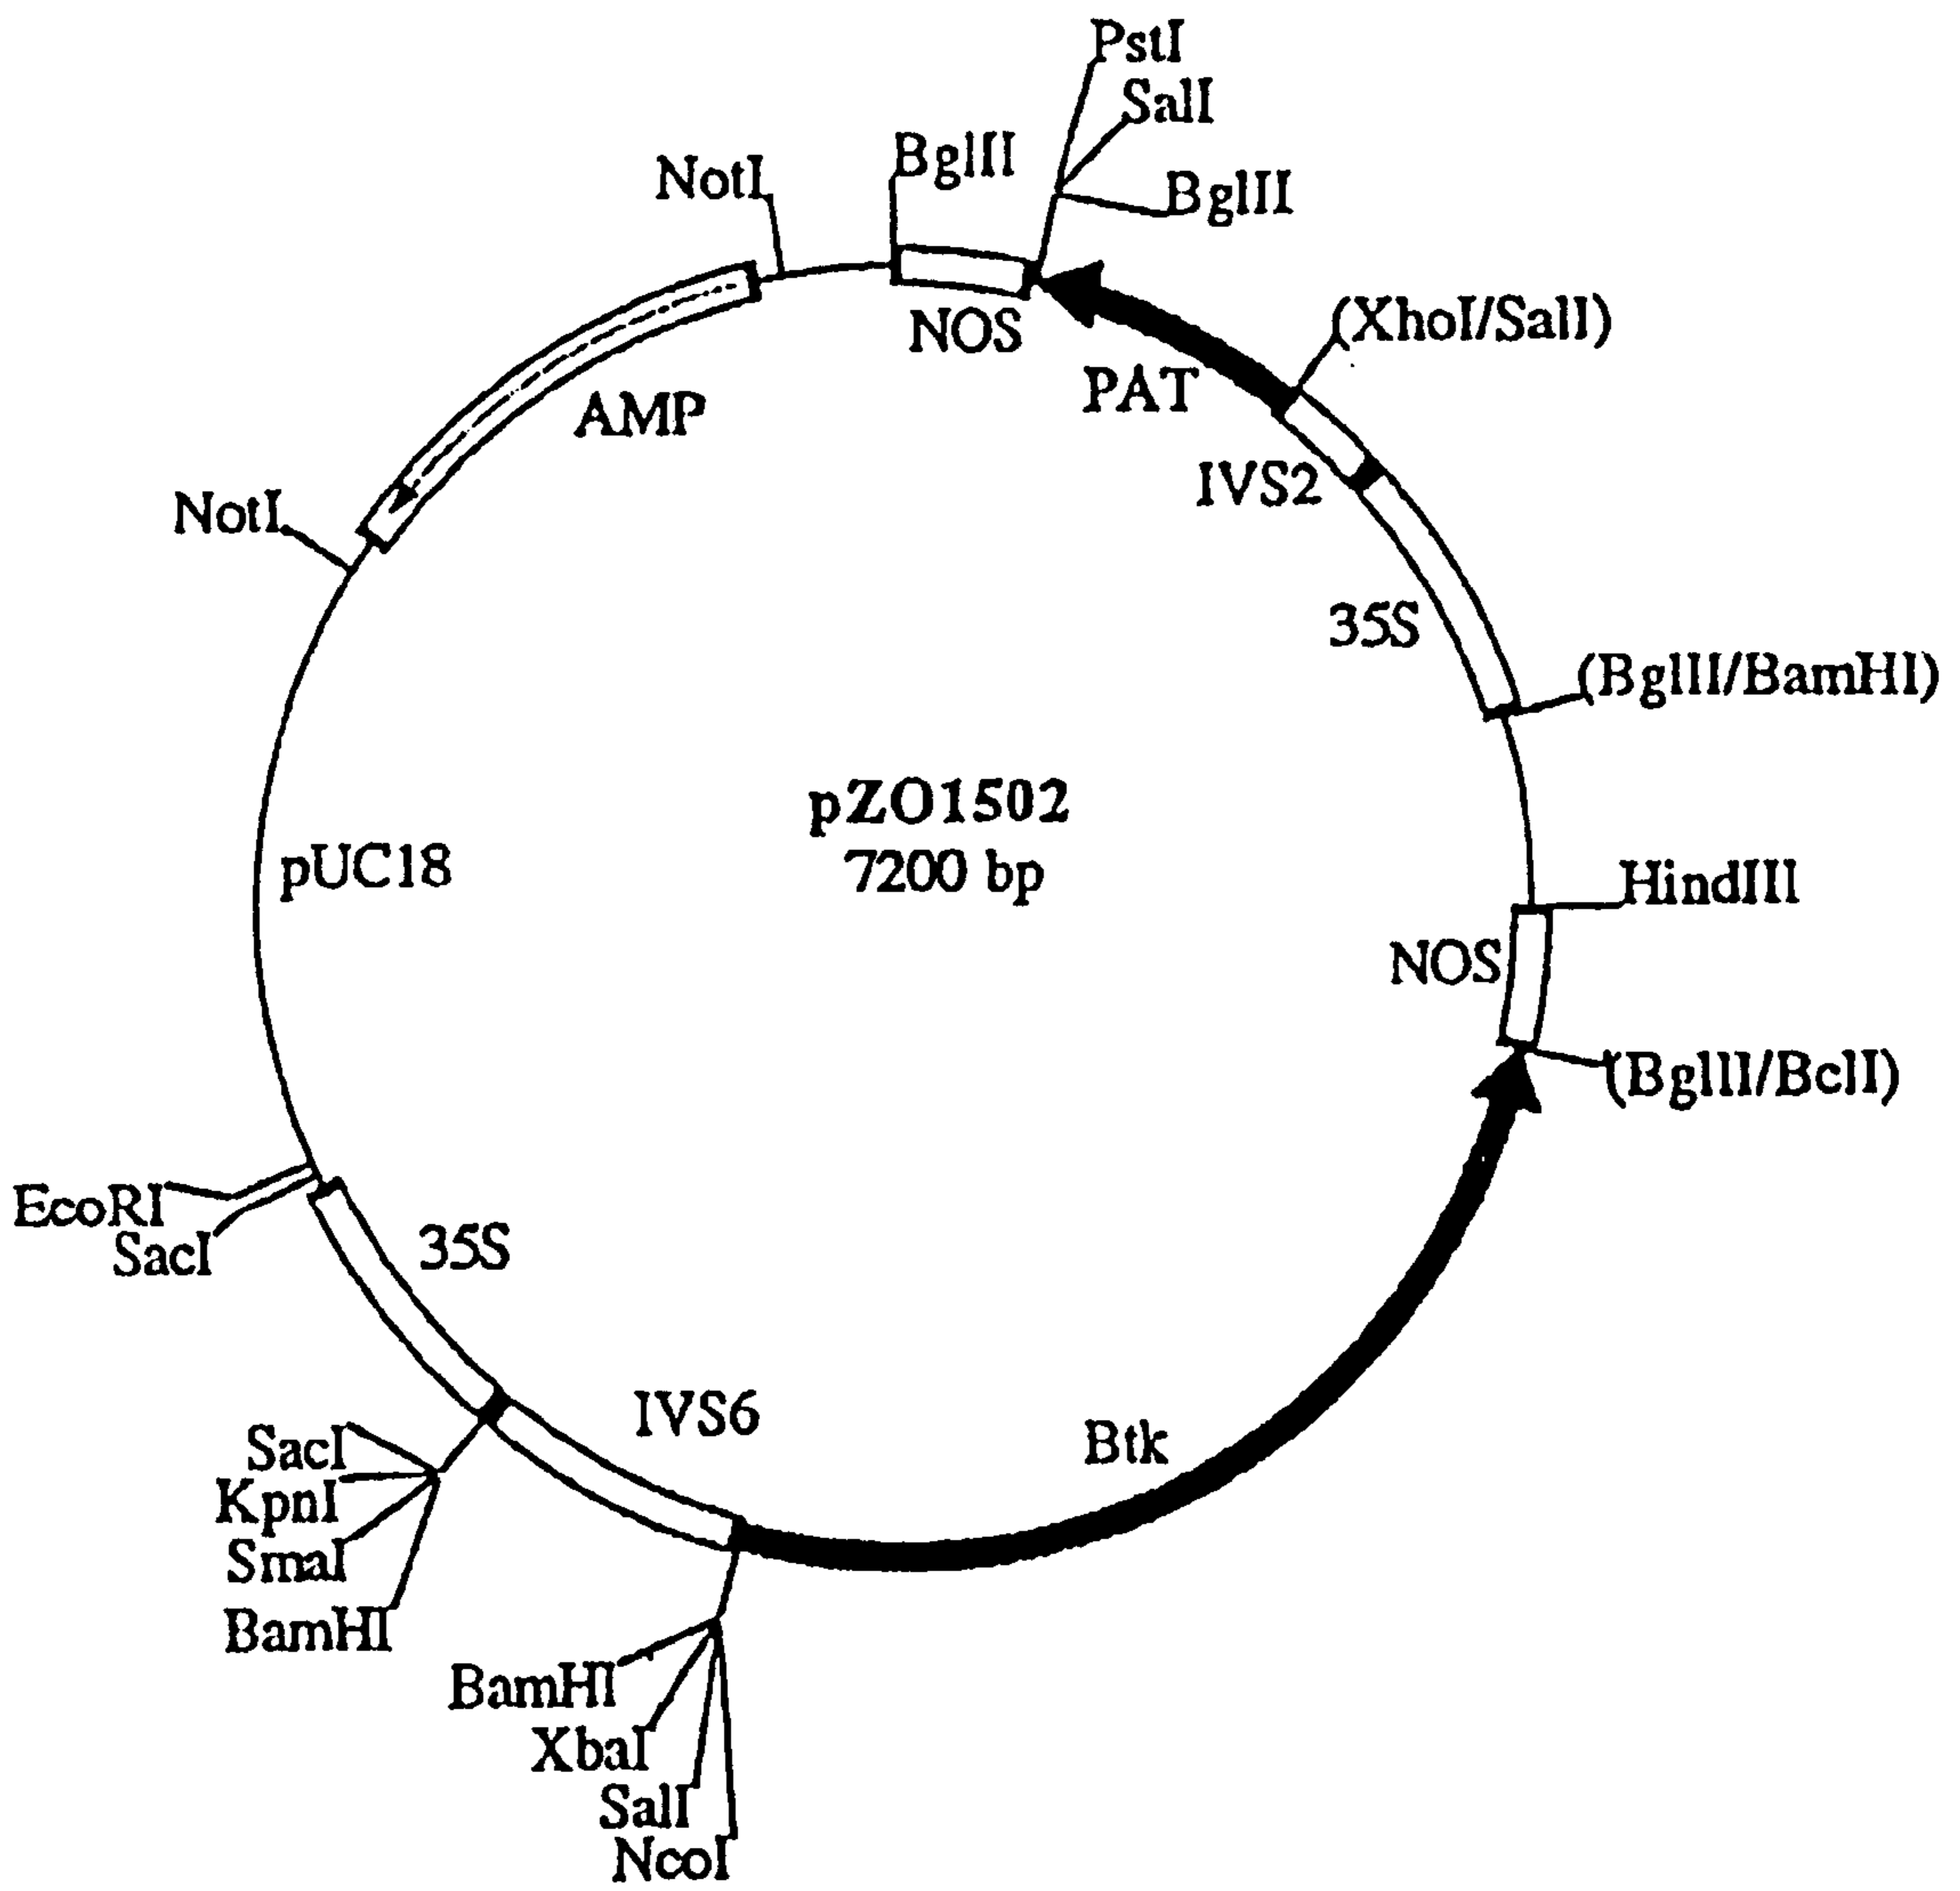 PstI
SalI
BglII
NotI
BglII
NOS
(XhoI/SalI)
PAT
AMP
IVS2
NotI
35S
(BglII/BamHI)
pZO1502
7200 bp
pUC18
HindIII
NOS
(BglII/BclI)
EcoRI
SacI
35S
IVS6
Btk
SacI
KpnI
SmaI
BamHI
BamHI
XbaI
SalI
NcoI